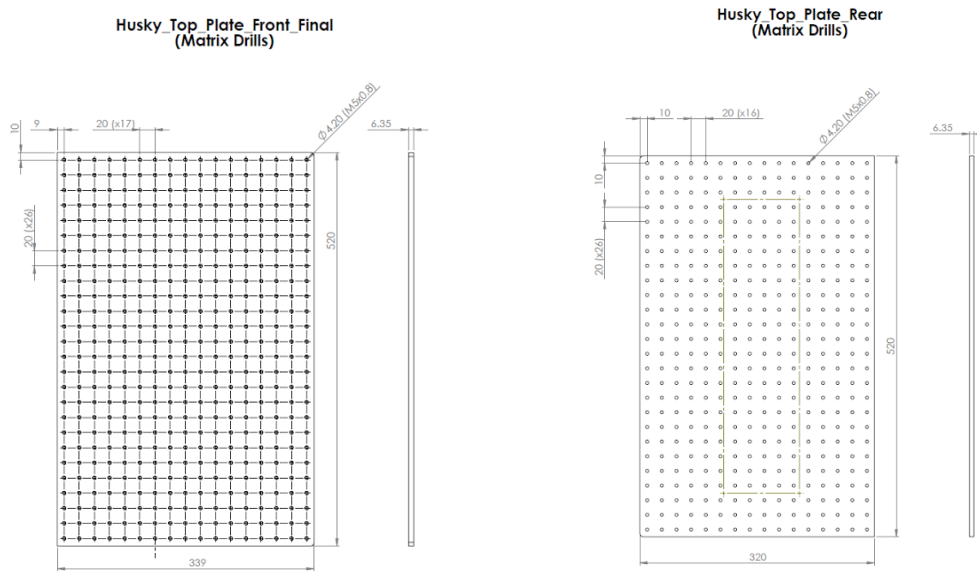 Husky_Top_Plate_Front_Final
(Matrix Drills)
9
20 (x17)
Ø 4.20 (M5x0.8)
10
6.35
20 (x26)
520
339
Husky_Top_Plate_Rear
(Matrix Drills)
10
20 (x16)
Ø 4.20 (M5x0.8)
6.35
10
20 (x26)
520
320